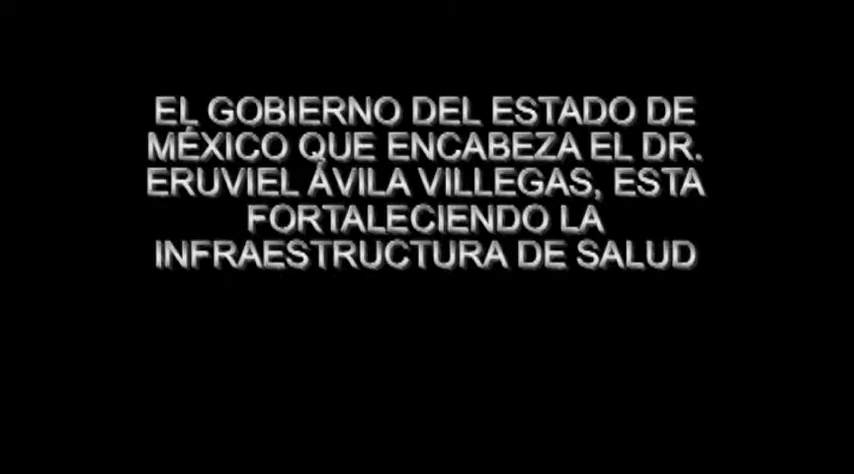 EL GOBIERNO DEL ESTADO DE
MÉXICO QUE ENCABEZA EL DR.
ERUVIEL ÁVILA VILLEGAS, ESTA
FORTALECIENDO LA
INFRAESTRUCTURA DE SALUD